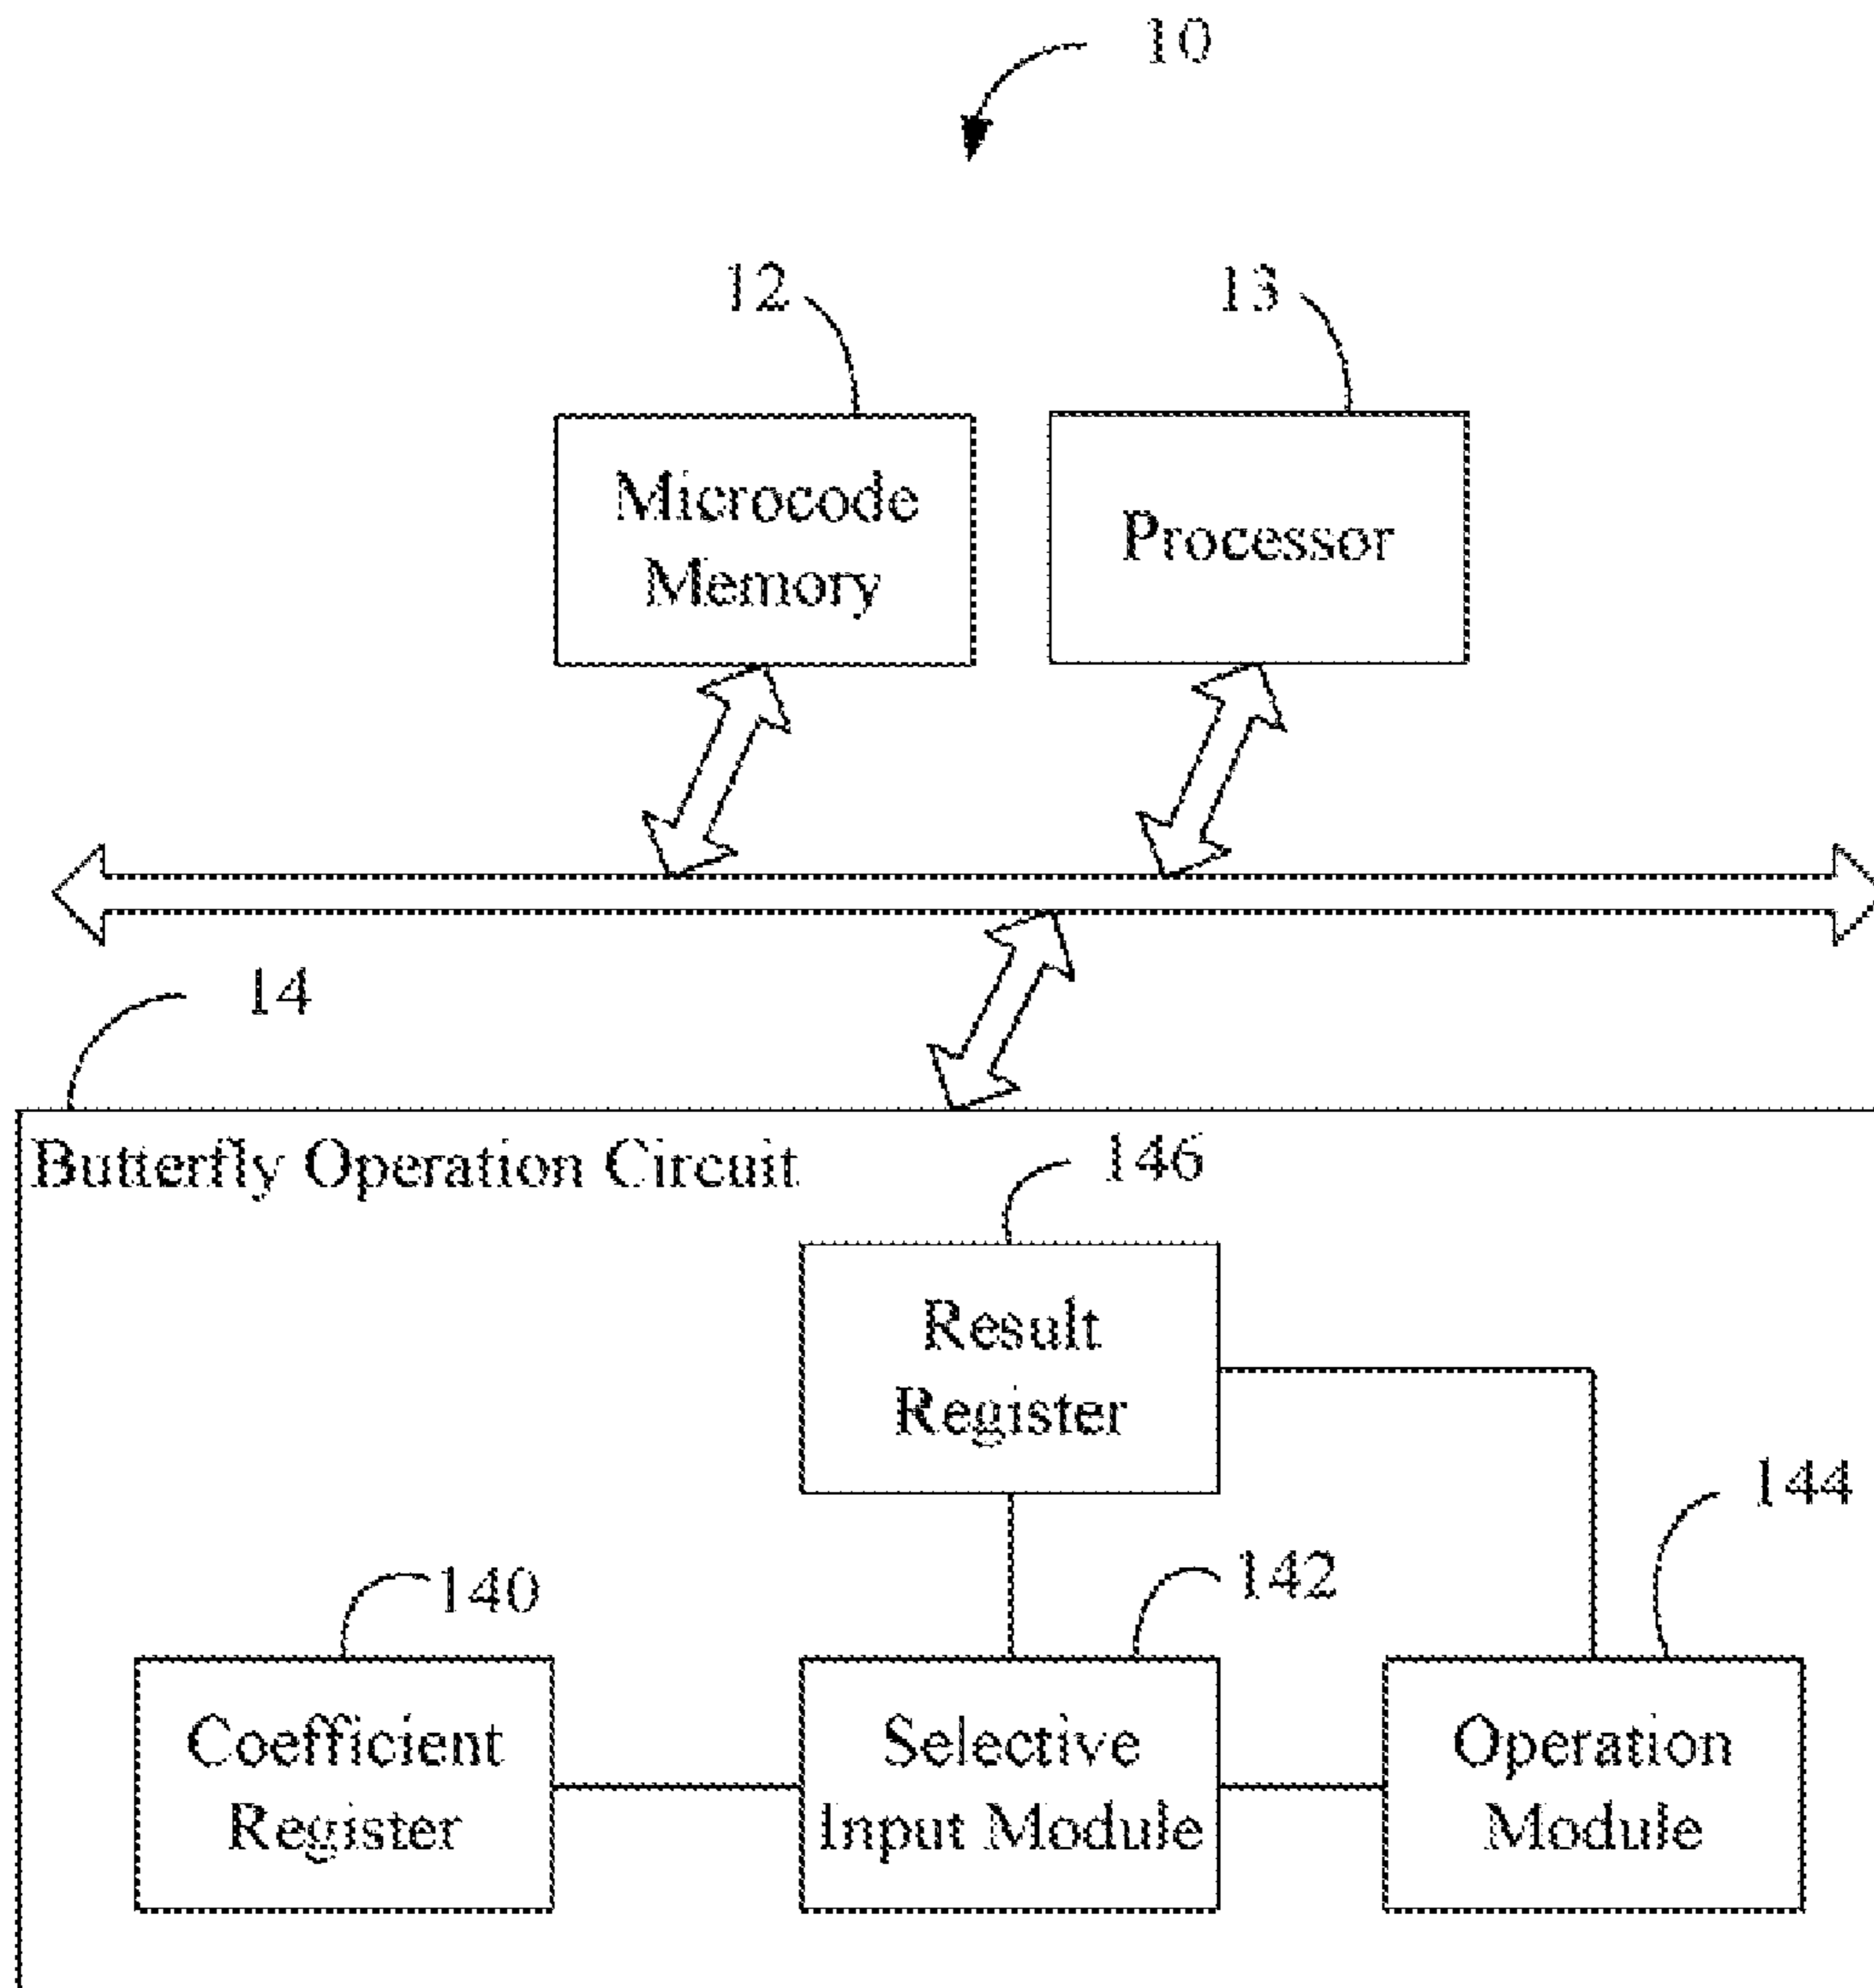 10
12
13
Microcode
Memory
Processor
14
Butterfly Operation Circuit
146
Result
Register
144
140
142
Coefficient
Register
Selective
Input Module
Operation
Module